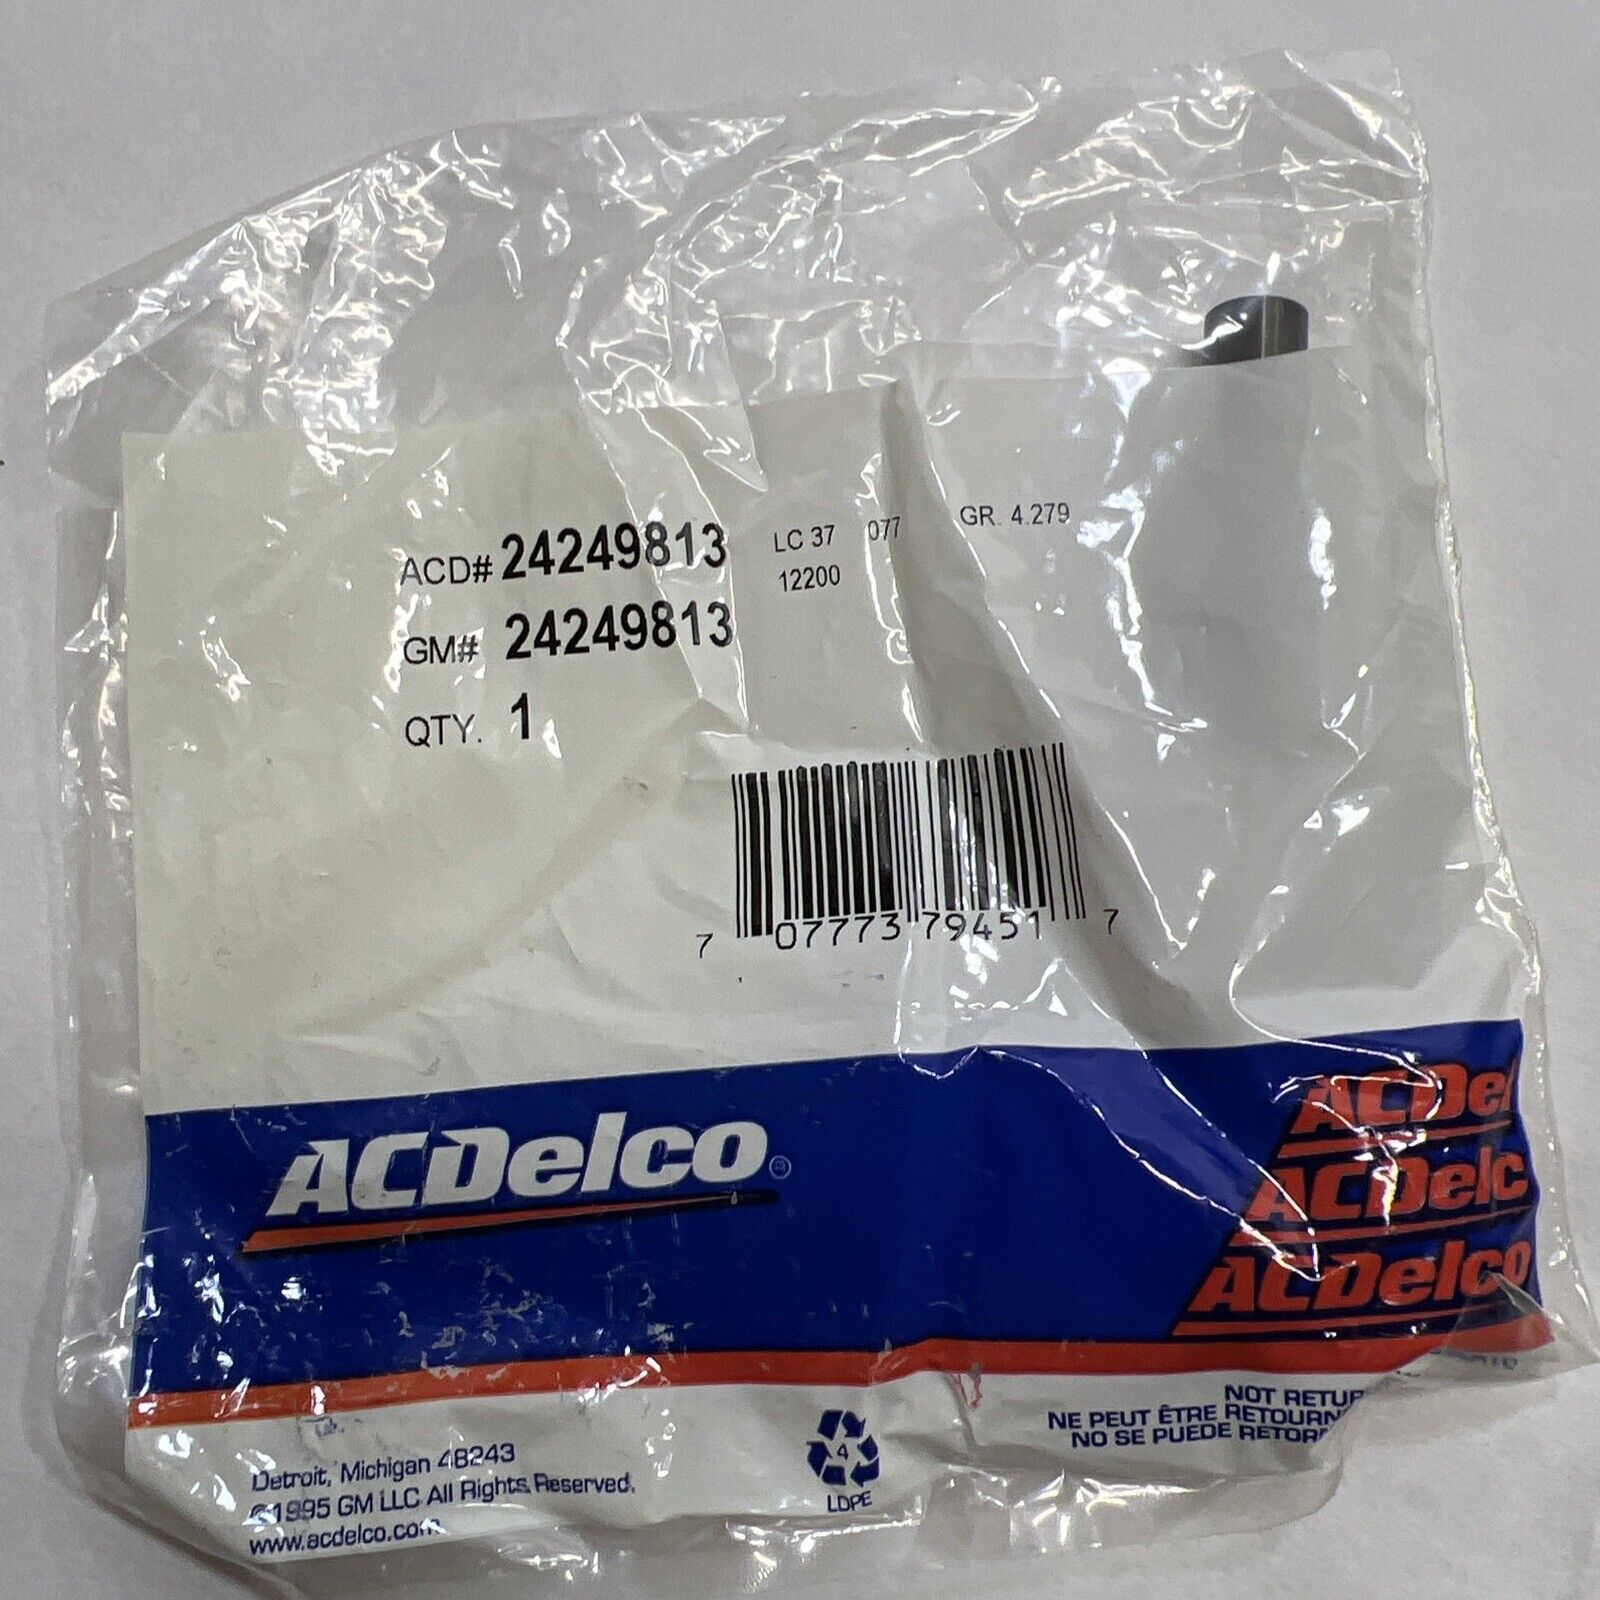 ACD# 24249813 LC 37 077 GR. 4.279
12200
GM# 24249813
QTY. 1
7 07773 79451 7
ACDelco®
ACDel
ACDelc
ACDelco
NOT RETUR
NE PEUT ÊTRE RETOURN
NO SE PUEDE RETOR
4
LDPE
Detroit, Michigan 48243
©1995 GM LLC All Rights Reserved.
www.acdelco.com